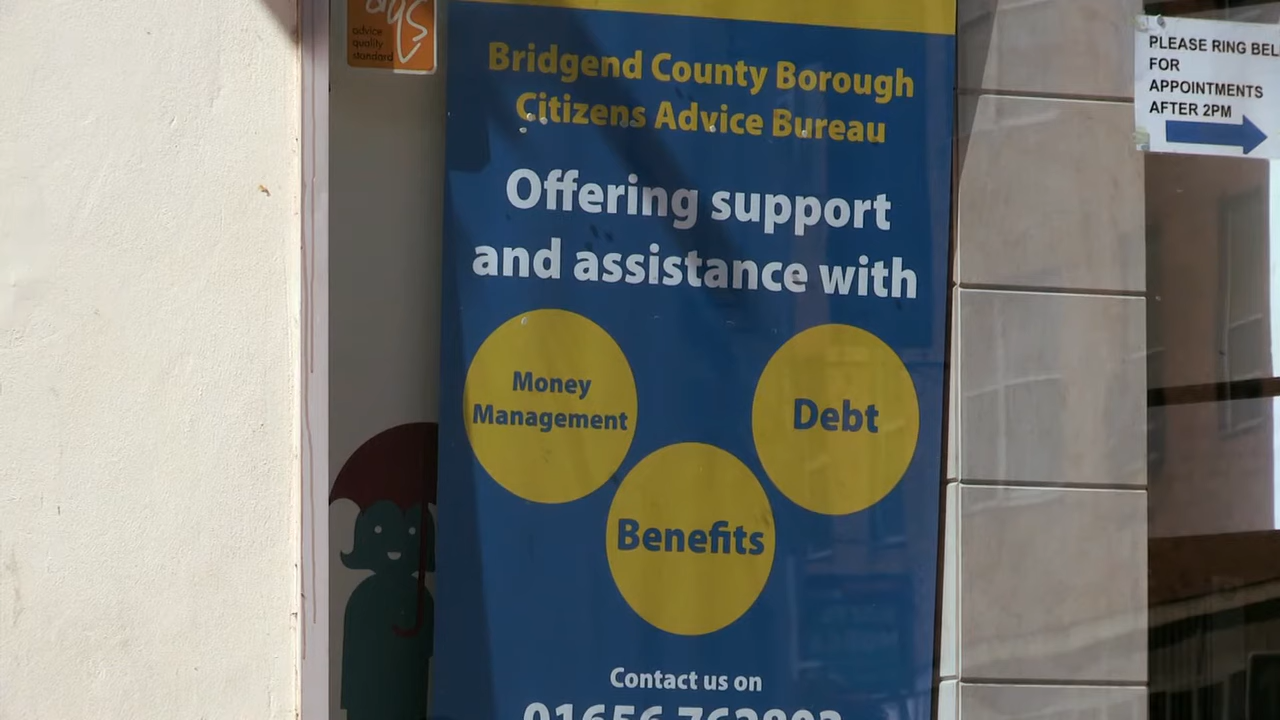 advice
quality
standard
Bridgend County Borough
Citizens Advice Bureau
Offering support
and assistance with
Money
Management
Debt
Benefits
Contact us on
PLEASE RING BEL
FOR
APPOINTMENTS
AFTER 2PM